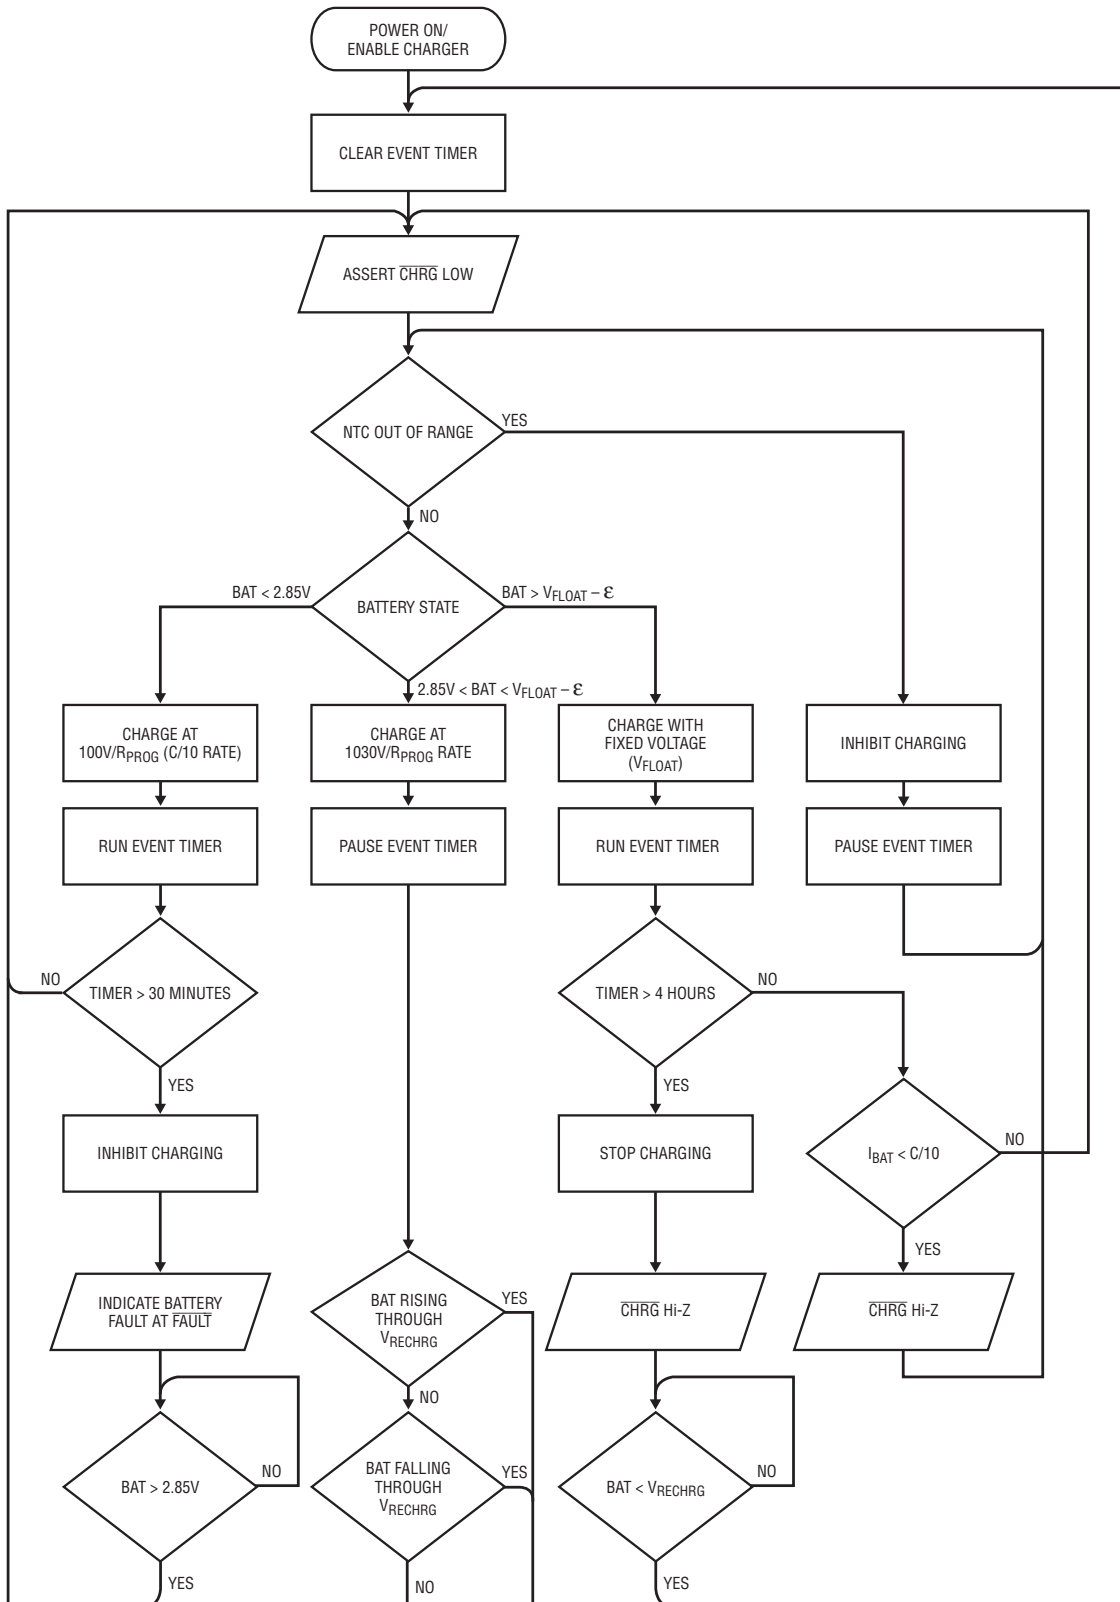 POWER ON/
ENABLE CHARGER
CLEAR EVENT TIMER
ASSERT C̅H̅R̅G̅ LOW
NTC OUT OF RANGE
YES
NO
BATTERY STATE
BAT < 2.85V
BAT > VFLOAT – ε
2.85V < BAT < VFLOAT – ε
CHARGE AT
100V/RPROG (C/10 RATE)
CHARGE AT
1030V/RPROG RATE
CHARGE WITH
FIXED VOLTAGE
(VFLOAT)
INHIBIT CHARGING
RUN EVENT TIMER
PAUSE EVENT TIMER
RUN EVENT TIMER
PAUSE EVENT TIMER
NO
TIMER > 30 MINUTES
TIMER > 4 HOURS
NO
YES
YES
INHIBIT CHARGING
STOP CHARGING
IBAT < C/10
NO
YES
INDICATE BATTERY
FAULT AT F̅A̅U̅L̅T̅
BAT RISING
THROUGH
VRECHRG
YES
C̅H̅R̅G̅ Hi-Z
C̅H̅R̅G̅ Hi-Z
NO
BAT > 2.85V
NO
BAT FALLING
THROUGH
VRECHRG
YES
BAT < VRECHRG
NO
YES
NO
YES